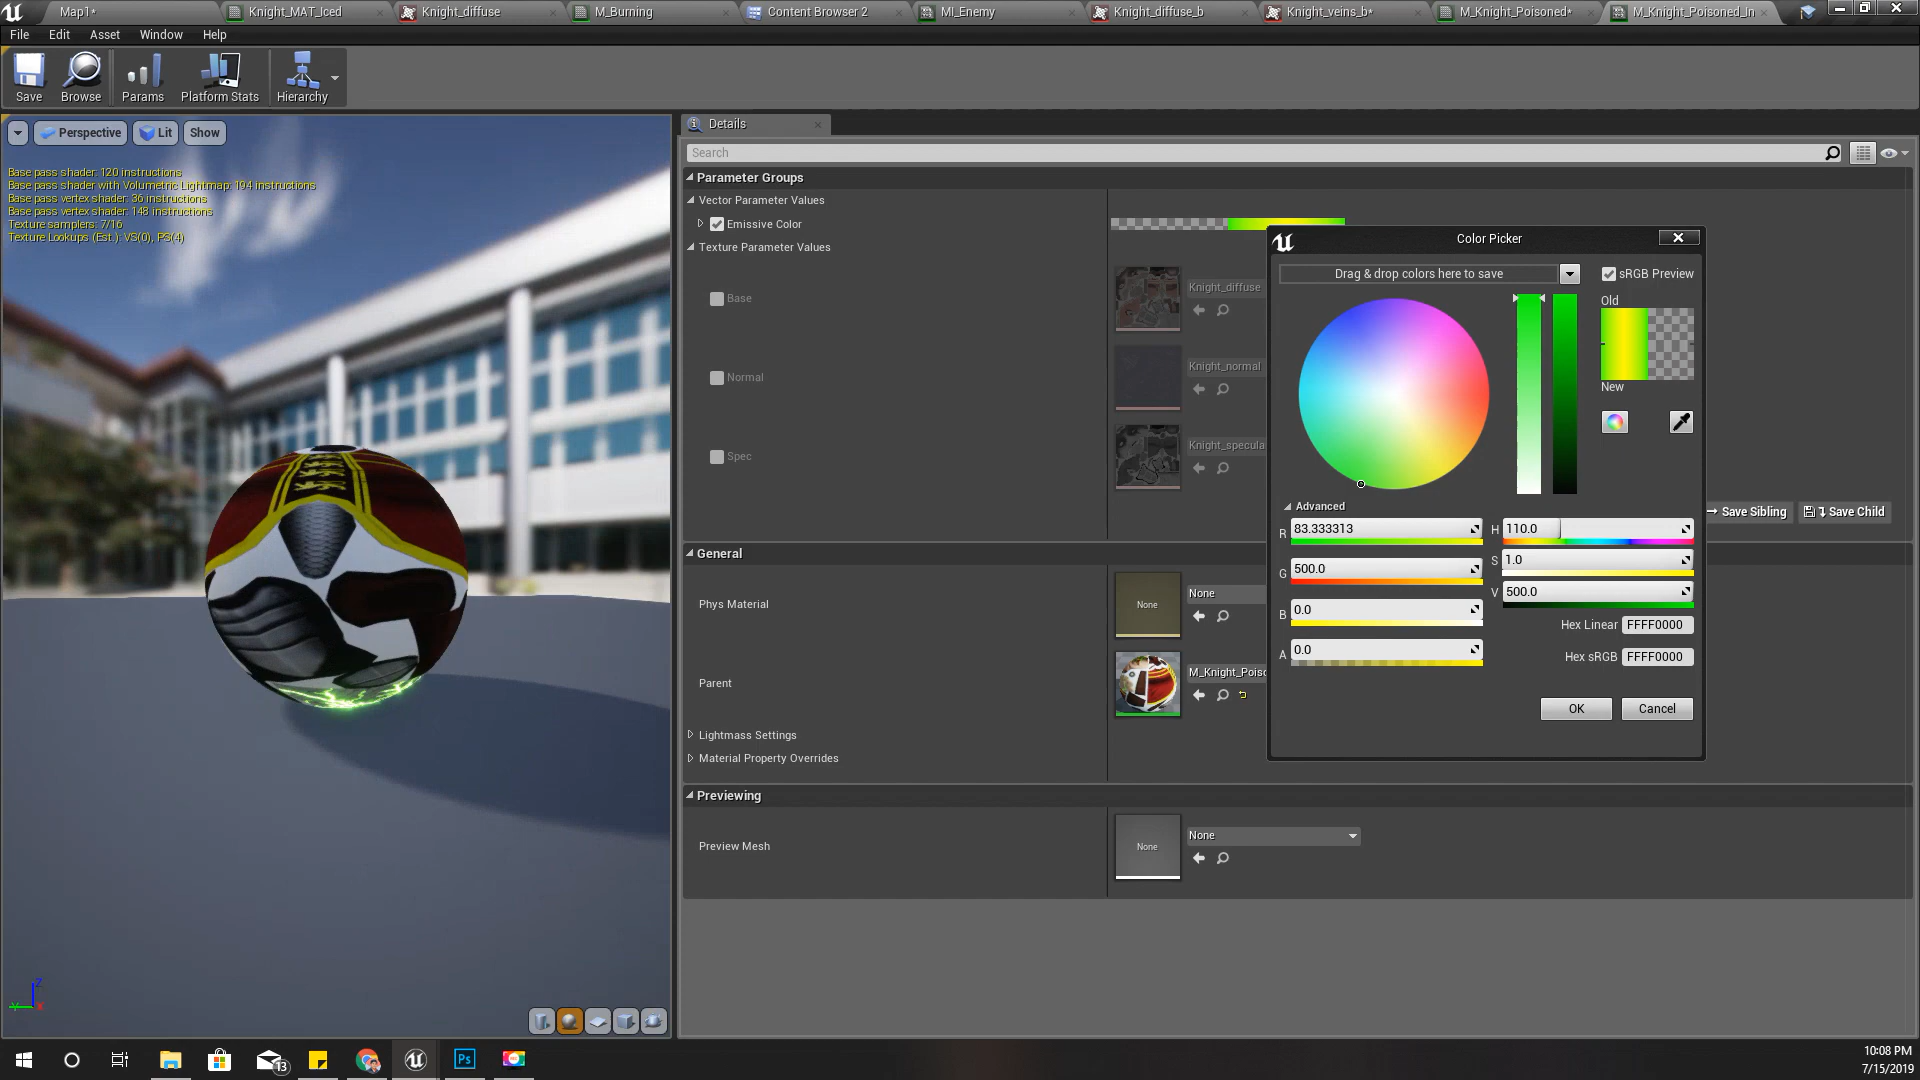 Map1*
Knight_MAT_Iced
Knight_diffuse
M_Burning
Content Browser 2
MI_Enemy
Knight_diffuse_b
Knight_veins_b*
M_Knight_Poisoned*
M_Knight_Poisoned_In
File Edit Asset Window Help
Save Browse Params Platform Stats Hierarchy
Perspective Lit Show
Details
Search
Base pass shader: 120 instructions
Base pass shader with Volumetric Lightmap: 194 instructions
Base pass vertex shader: 36 instructions
Base pass vertex shader: 148 instructions
Texture samplers: 7/16
Texture Lookups (Est.): VS(0), PS(4)
Parameter Groups
Vector Parameter Values
Emissive Color
Texture Parameter Values
Base
Knight_diffuse
Normal
Knight_normal
Spec
Knight_specula
Save Sibling
Save Child
General
Phys Material
None
None
Parent
M_Knight_Pois
Lightmass Settings
Material Property Overrides
Previewing
Preview Mesh
None
None
Color Picker
Drag & drop colors here to save
sRGB Preview
Old
New
Advanced
R 83.333313
H 110.0
G 500.0
S 1.0
B 0.0
V 500.0
Hex Linear FFFF0000
A 0.0
Hex sRGB FFFF0000
OK Cancel
Z
Y
X
13
Ps
10:08 PM
7/15/2019